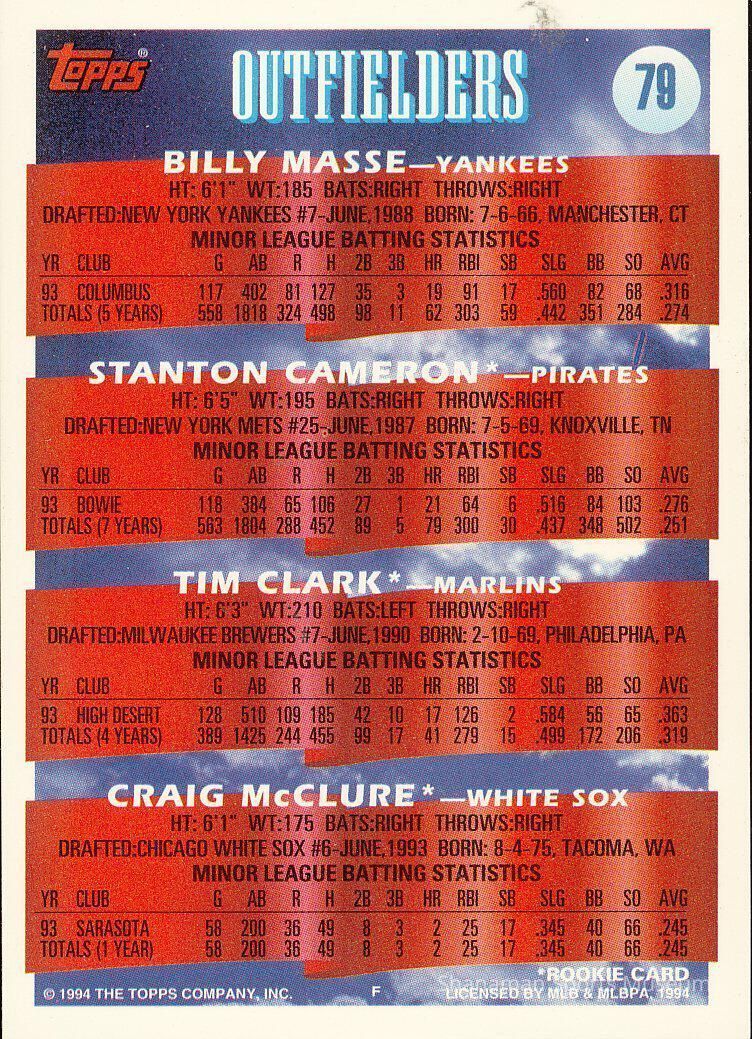 Topps®
OUTFIELDERS
79
BILLY MASSE—YANKEES
HT: 6'1" WT:185 BATS:RIGHT THROWS:RIGHT
DRAFTED:NEW YORK YANKEES #7-JUNE,1988 BORN: 7-6-66, MANCHESTER, CT
MINOR LEAGUE BATTING STATISTICS
YR CLUB G AB R H 2B 3B HR RBI SB SLG BB SO AVG
93 COLUMBUS 117 402 81 127 35 3 19 91 17 .560 82 68 .316
TOTALS (5 YEARS) 558 1818 324 498 98 11 62 303 59 .442 351 284 .274
STANTON CAMERON*—PIRATES
HT: 6'5" WT:195 BATS:RIGHT THROWS:RIGHT
DRAFTED:NEW YORK METS #25-JUNE,1987 BORN: 7-5-69, KNOXVILLE, TN
MINOR LEAGUE BATTING STATISTICS
YR CLUB G AB R H 2B 3B HR RBI SB SLG BB SO AVG
93 BOWIE 118 384 65 106 27 1 21 64 6 .516 84 103 .276
TOTALS (7 YEARS) 563 1804 288 452 89 5 79 300 30 .437 348 502 .251
TIM CLARK*—MARLINS
HT: 6'3" WT:210 BATS:LEFT THROWS:RIGHT
DRAFTED:MILWAUKEE BREWERS #7-JUNE,1990 BORN: 2-10-69, PHILADELPHIA, PA
MINOR LEAGUE BATTING STATISTICS
YR CLUB G AB R H 2B 3B HR RBI SB SLG BB SO AVG
93 HIGH DESERT 128 510 109 185 42 10 17 126 2 .584 56 65 .363
TOTALS (4 YEARS) 389 1425 244 455 99 17 41 279 15 .499 172 206 .319
CRAIG McCLURE*—WHITE SOX
HT: 6'1" WT:175 BATS:RIGHT THROWS:RIGHT
DRAFTED:CHICAGO WHITE SOX #6-JUNE,1993 BORN: 8-4-75, TACOMA, WA
MINOR LEAGUE BATTING STATISTICS
YR CLUB G AB R H 2B 3B HR RBI SB SLG BB SO AVG
93 SARASOTA 58 200 36 49 8 3 2 25 17 .345 40 66 .245
TOTALS (1 YEAR) 58 200 36 49 8 3 2 25 17 .345 40 66 .245
*ROOKIE CARD
© 1994 THE TOPPS COMPANY, INC. F LICENSED BY MLB & MLBPA, 1994